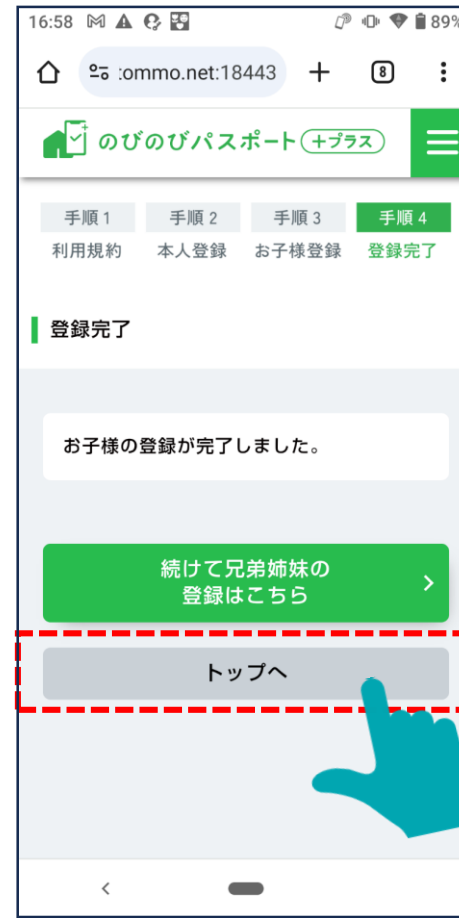 16:58 89%
:ommo.net:18443 8
のびのびパスポート +プラス
手順 1 手順 2 手順 3 手順 4
利用規約 本人登録 お子様登録 登録完了
登録完了
お子様の登録が完了しました。
続けて兄弟姉妹の
登録はこちら
トップへ